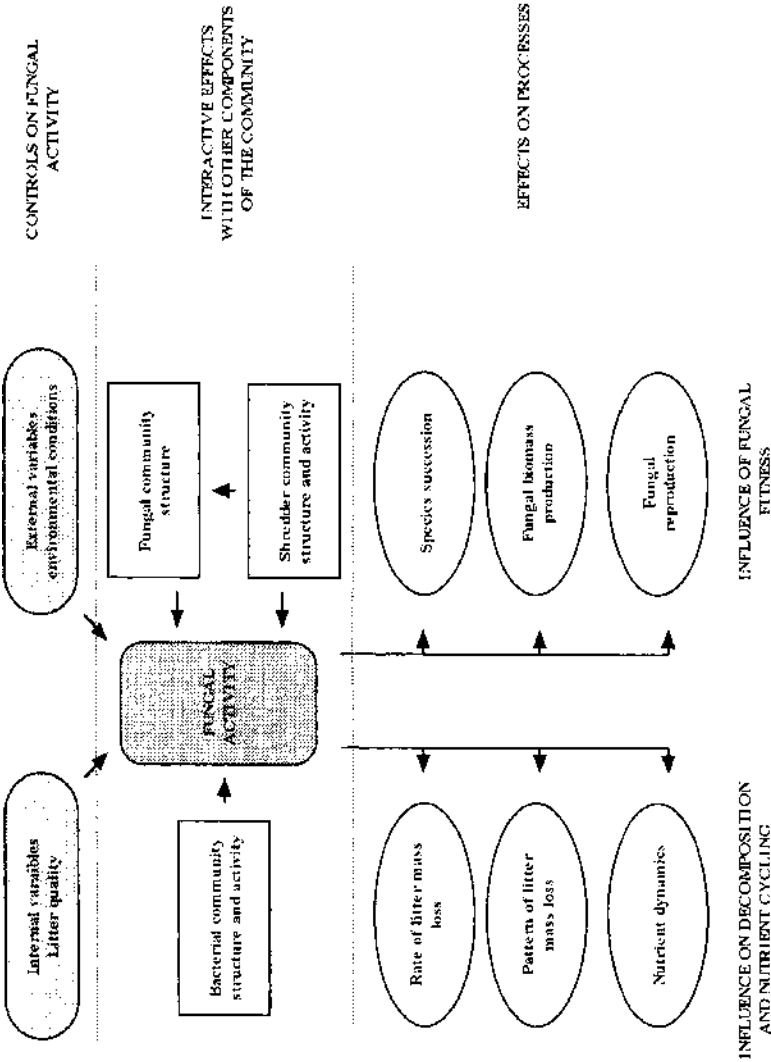 CONTROLS ON FUNGAL
ACTIVITY
INTERACTIVE EFFECTS
WITH OTHER COMPONENTS
OF THE COMMUNITY
EFFECTS ON PROCESSES
Internal varaibles
Litter quality
External variables
environmental conditions
FUNGAL
ACTIVITY
Bacterial community
structure and activity
Fungal community
structure
Shredder community
structure and activity
Rate of litter mass
loss
Pattern of litter
mass loss
Nutrient dynamics
Species succession
Fungal biomass
production
Fungal
reproduction
INFLUENCE ON DECOMPOSITION
AND NUTRIENT CYCLING
INFLUENCE OF FUNGAL
FITNESS